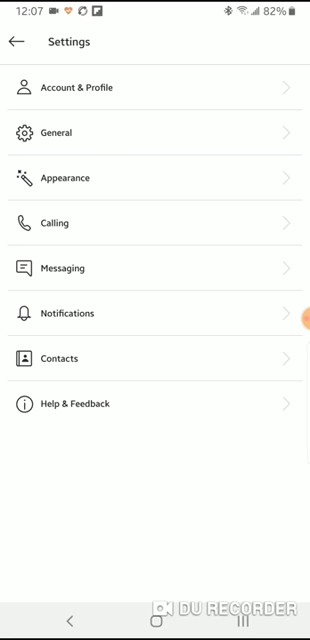 12:07
82%
Settings
Account & Profile
General
Appearance
Calling
Messaging
Notifications
Contacts
Help & Feedback
DU RECORDER